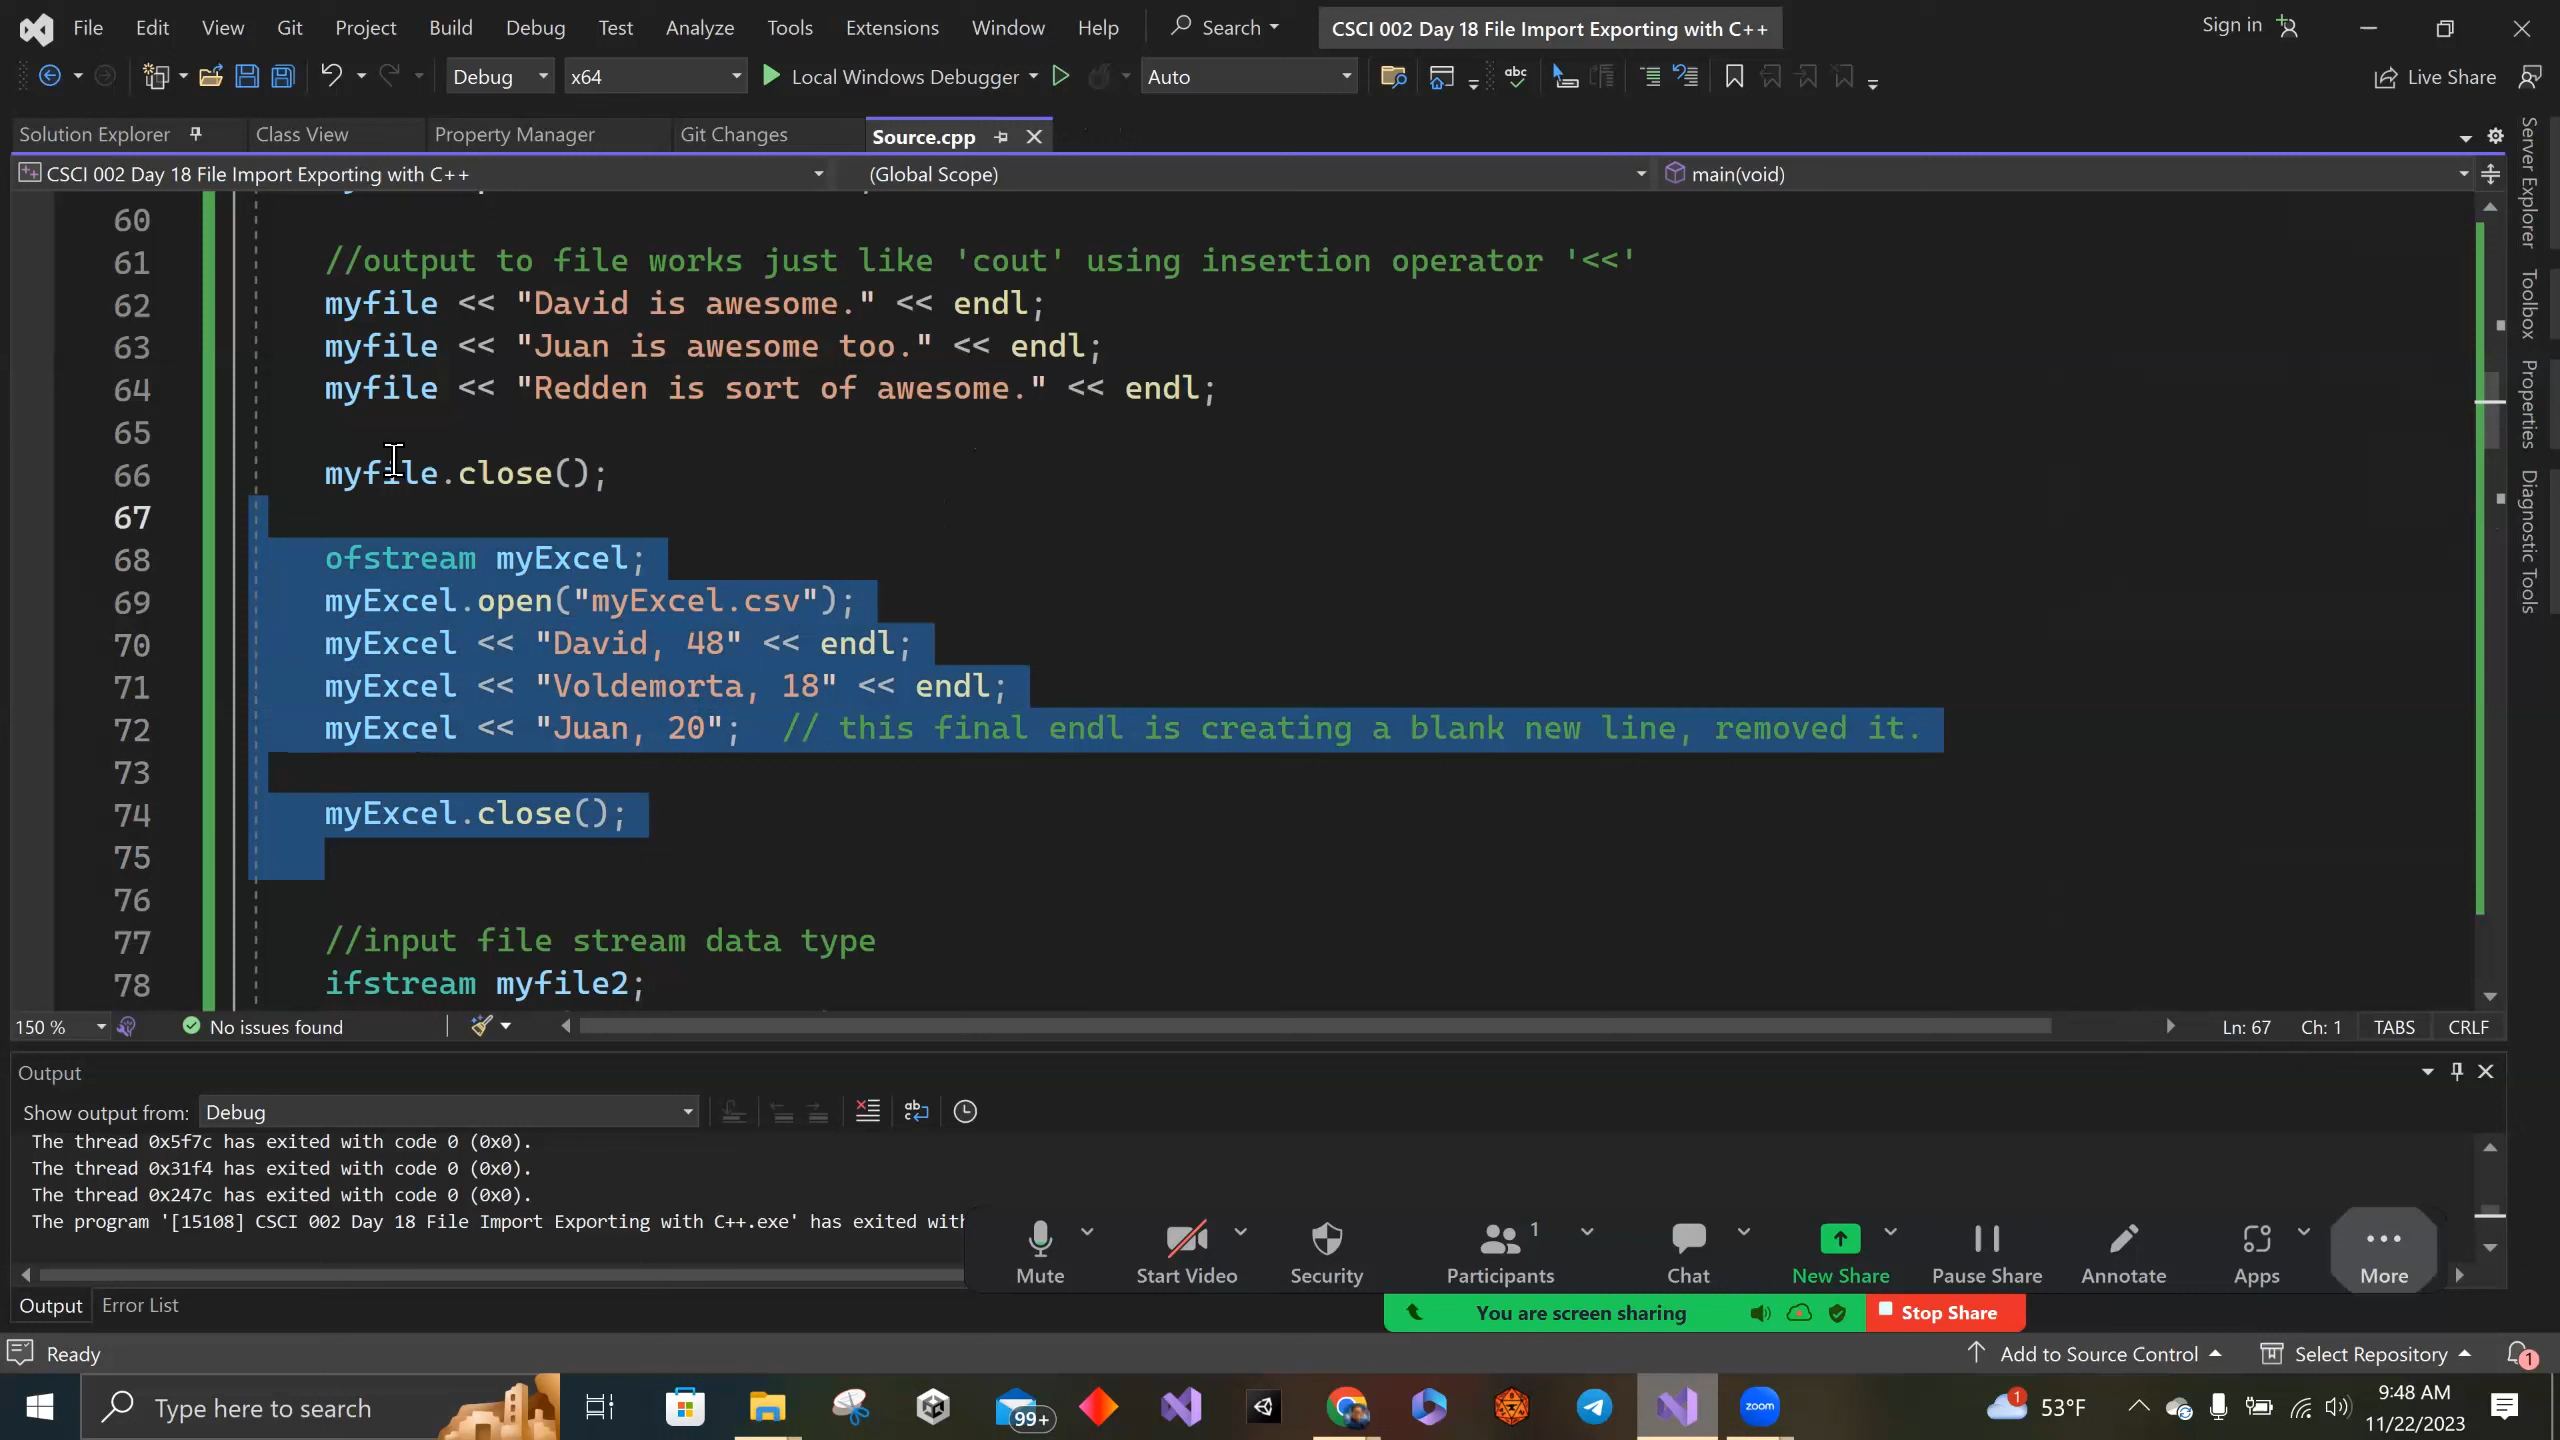 File Edit View Git Project Build Debug Test Analyze Tools Extensions Window Help Search CSCI 002 Day 18 File Import Exporting with C++ Sign in
Debug x64 Local Windows Debugger Auto Live Share
Solution Explorer Class View Property Manager Git Changes Source.cpp
CSCI 002 Day 18 File Import Exporting with C++ (Global Scope) main(void)
60
61 //output to file works just like 'cout' using insertion operator '<<'
62 myfile << "David is awesome." << endl;
63 myfile << "Juan is awesome too." << endl;
64 myfile << "Redden is sort of awesome." << endl;
65
66 myfile.close();
67
68 ofstream myExcel;
69 myExcel.open("myExcel.csv");
70 myExcel << "David, 48" << endl;
71 myExcel << "Voldemorta, 18" << endl;
72 myExcel << "Juan, 20"; // this final endl is creating a blank new line, removed it.
73
74 myExcel.close();
75
76
77 //input file stream data type
78 ifstream myfile2;
Server Explorer
Toolbox
Properties
Diagnostic Tools
150 % No issues found Ln: 67 Ch: 1 TABS CRLF
Output
Show output from: Debug
The thread 0x5f7c has exited with code 0 (0x0).
The thread 0x31f4 has exited with code 0 (0x0).
The thread 0x247c has exited with code 0 (0x0).
The program '[15108] CSCI 002 Day 18 File Import Exporting with C++.exe' has exited with
1
Mute Start Video Security Participants Chat New Share Pause Share Annotate Apps More
Output Error List
You are screen sharing Stop Share
Ready Add to Source Control Select Repository 1
Type here to search 99+ zoom 1 53°F 9:48 AM
11/22/2023